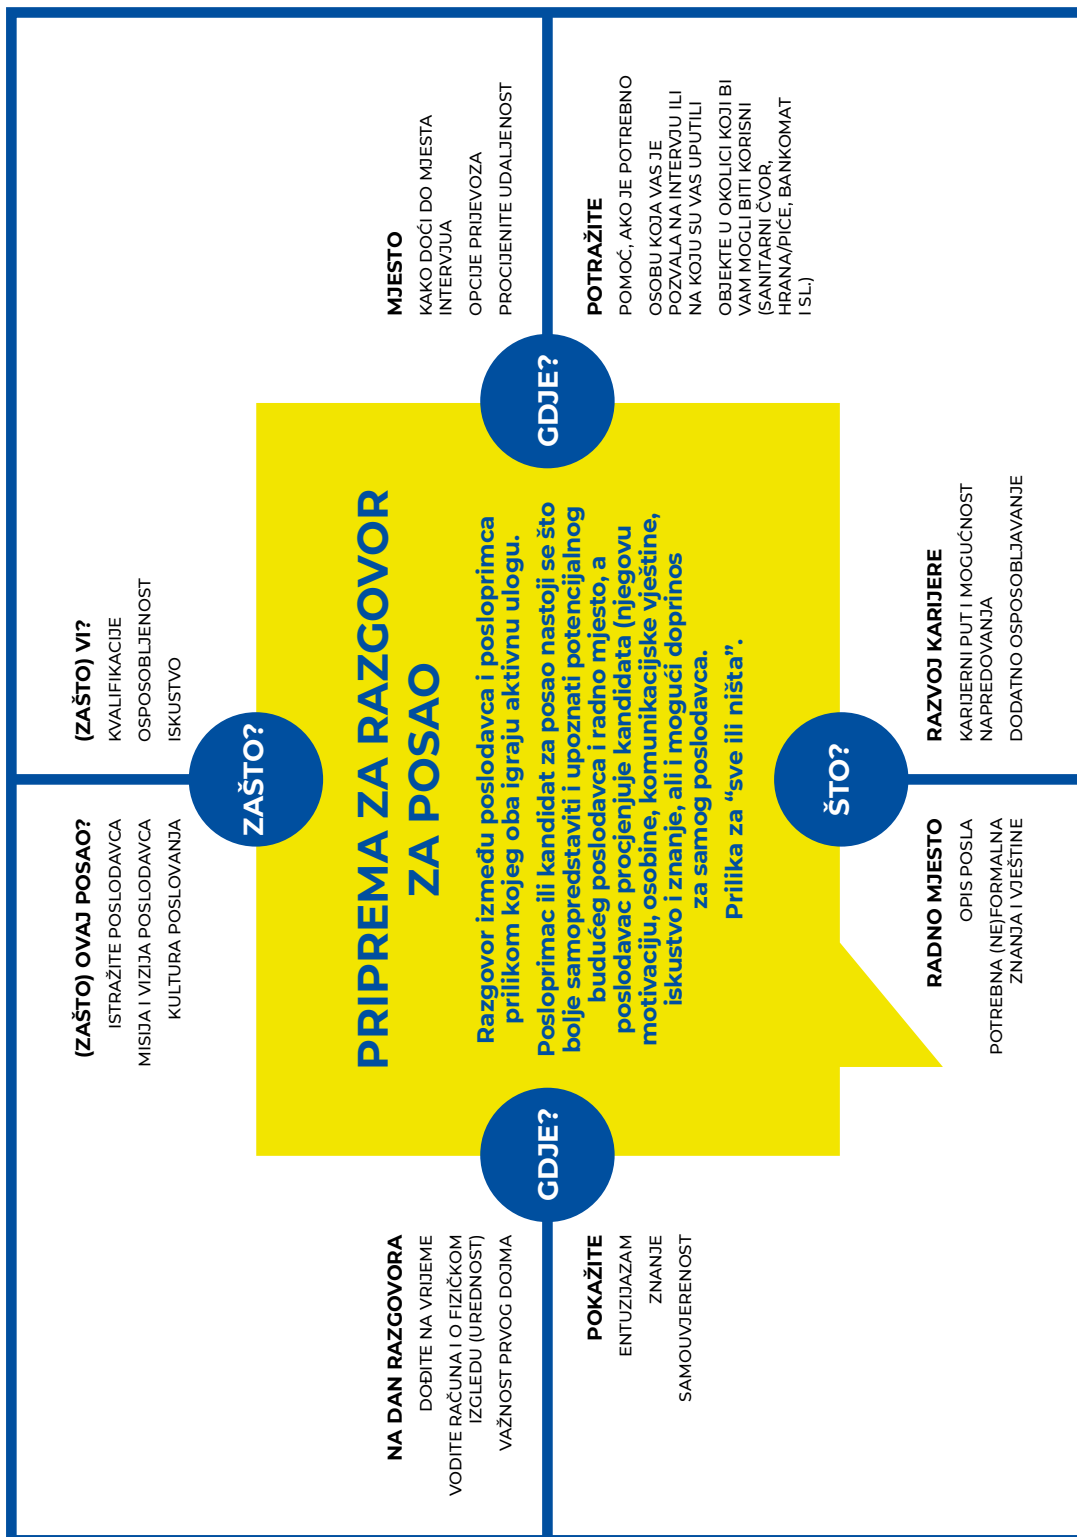 (ZAŠTO) OVAJ POSAO?
ISTRAŽITE POSLODAVCA
MISIJA I VIZIJA POSLODAVCA
KULTURA POSLOVANJA
(ZAŠTO) VI?
KVALIFIKACIJE
OSPOSOBLJENOST
ISKUSTVO
ZAŠTO?
NA DAN RAZGOVORA
DOĐITE NA VRIJEME
VODITE RAČUNA I O FIZIČKOM
IZGLEDU (UREDNOST)
VAŽNOST PRVOG DOJMA
GDJE?
POKAŽITE
ENTUZIJAZAM
ZNANJE
SAMOUVJERENOST
PRIPREMA ZA RAZGOVOR
ZA POSAO
Razgovor između poslodavca i posloprimca
prilikom kojeg oba igraju aktivnu ulogu.
Posloprimac ili kandidat za posao nastoji se što
bolje samopredstaviti i upoznati potencijalnog
budućeg poslodavca i radno mjesto, a
poslodavac procjenjuje kandidata (njegovu
motivaciju, osobine, komunikacijske vještine,
iskustvo i znanje, ali i mogući doprinos
za samog poslodavca.
Prilika za “sve ili ništa”.
MJESTO
KAKO DOĆI DO MJESTA
INTERVJUA
OPCIJE PRIJEVOZA
PROCIJENITE UDALJENOST
GDJE?
POTRAŽITE
POMOĆ, AKO JE POTREBNO
OSOBU KOJA VAS JE
POZVALA NA INTERVJU ILI
NA KOJU SU VAS UPUTILI
OBJEKTE U OKOLICI KOJI BI
VAM MOGLI BITI KORISNI
(SANITARNI ČVOR,
HRANA/PIĆE, BANKOMAT
I SL.)
ŠTO?
RADNO MJESTO
OPIS POSLA
POTREBNA (NE)FORMALNA
ZNANJA I VJEŠTINE
RAZVOJ KARIJERE
KARIJERNI PUT I MOGUĆNOST
NAPREDOVANJA
DODATNO OSPOSOBLJAVANJE